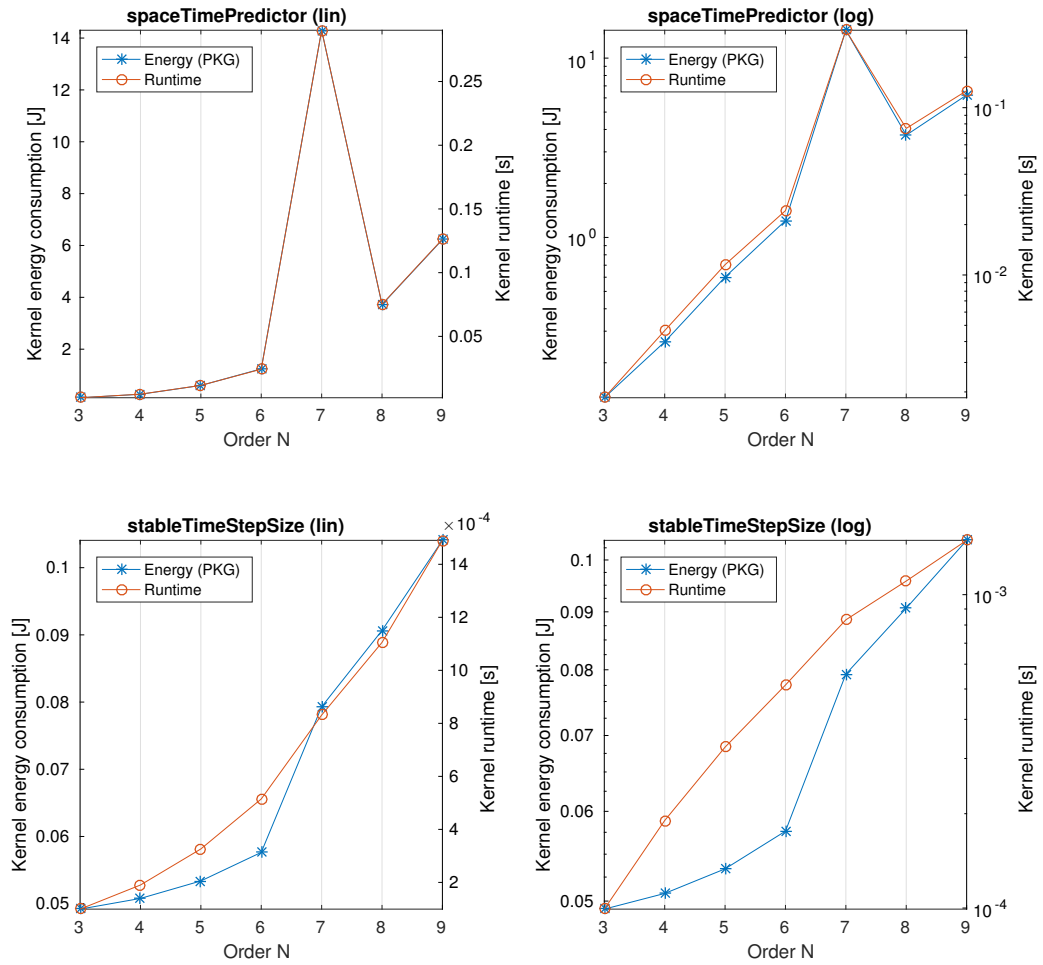 spaceTimePredictor (lin)
Energy (PKG)
Runtime
Kernel energy consumption [J]
14
12
10
8
6
4
2
Kernel runtime [s]
0.25
0.2
0.15
0.1
0.05
3 4 5 6 7 8 9
Order N
spaceTimePredictor (log)
Energy (PKG)
Runtime
Kernel energy consumption [J]
10^1
10^0
Kernel runtime [s]
10^-1
10^-2
3 4 5 6 7 8 9
Order N
stableTimeStepSize (lin)
× 10^-4
Energy (PKG)
Runtime
Kernel energy consumption [J]
0.1
0.09
0.08
0.07
0.06
0.05
Kernel runtime [s]
14
12
10
8
6
4
2
3 4 5 6 7 8 9
Order N
stableTimeStepSize (log)
Energy (PKG)
Runtime
Kernel energy consumption [J]
0.1
0.09
0.08
0.07
0.06
0.05
Kernel runtime [s]
10^-3
10^-4
3 4 5 6 7 8 9
Order N